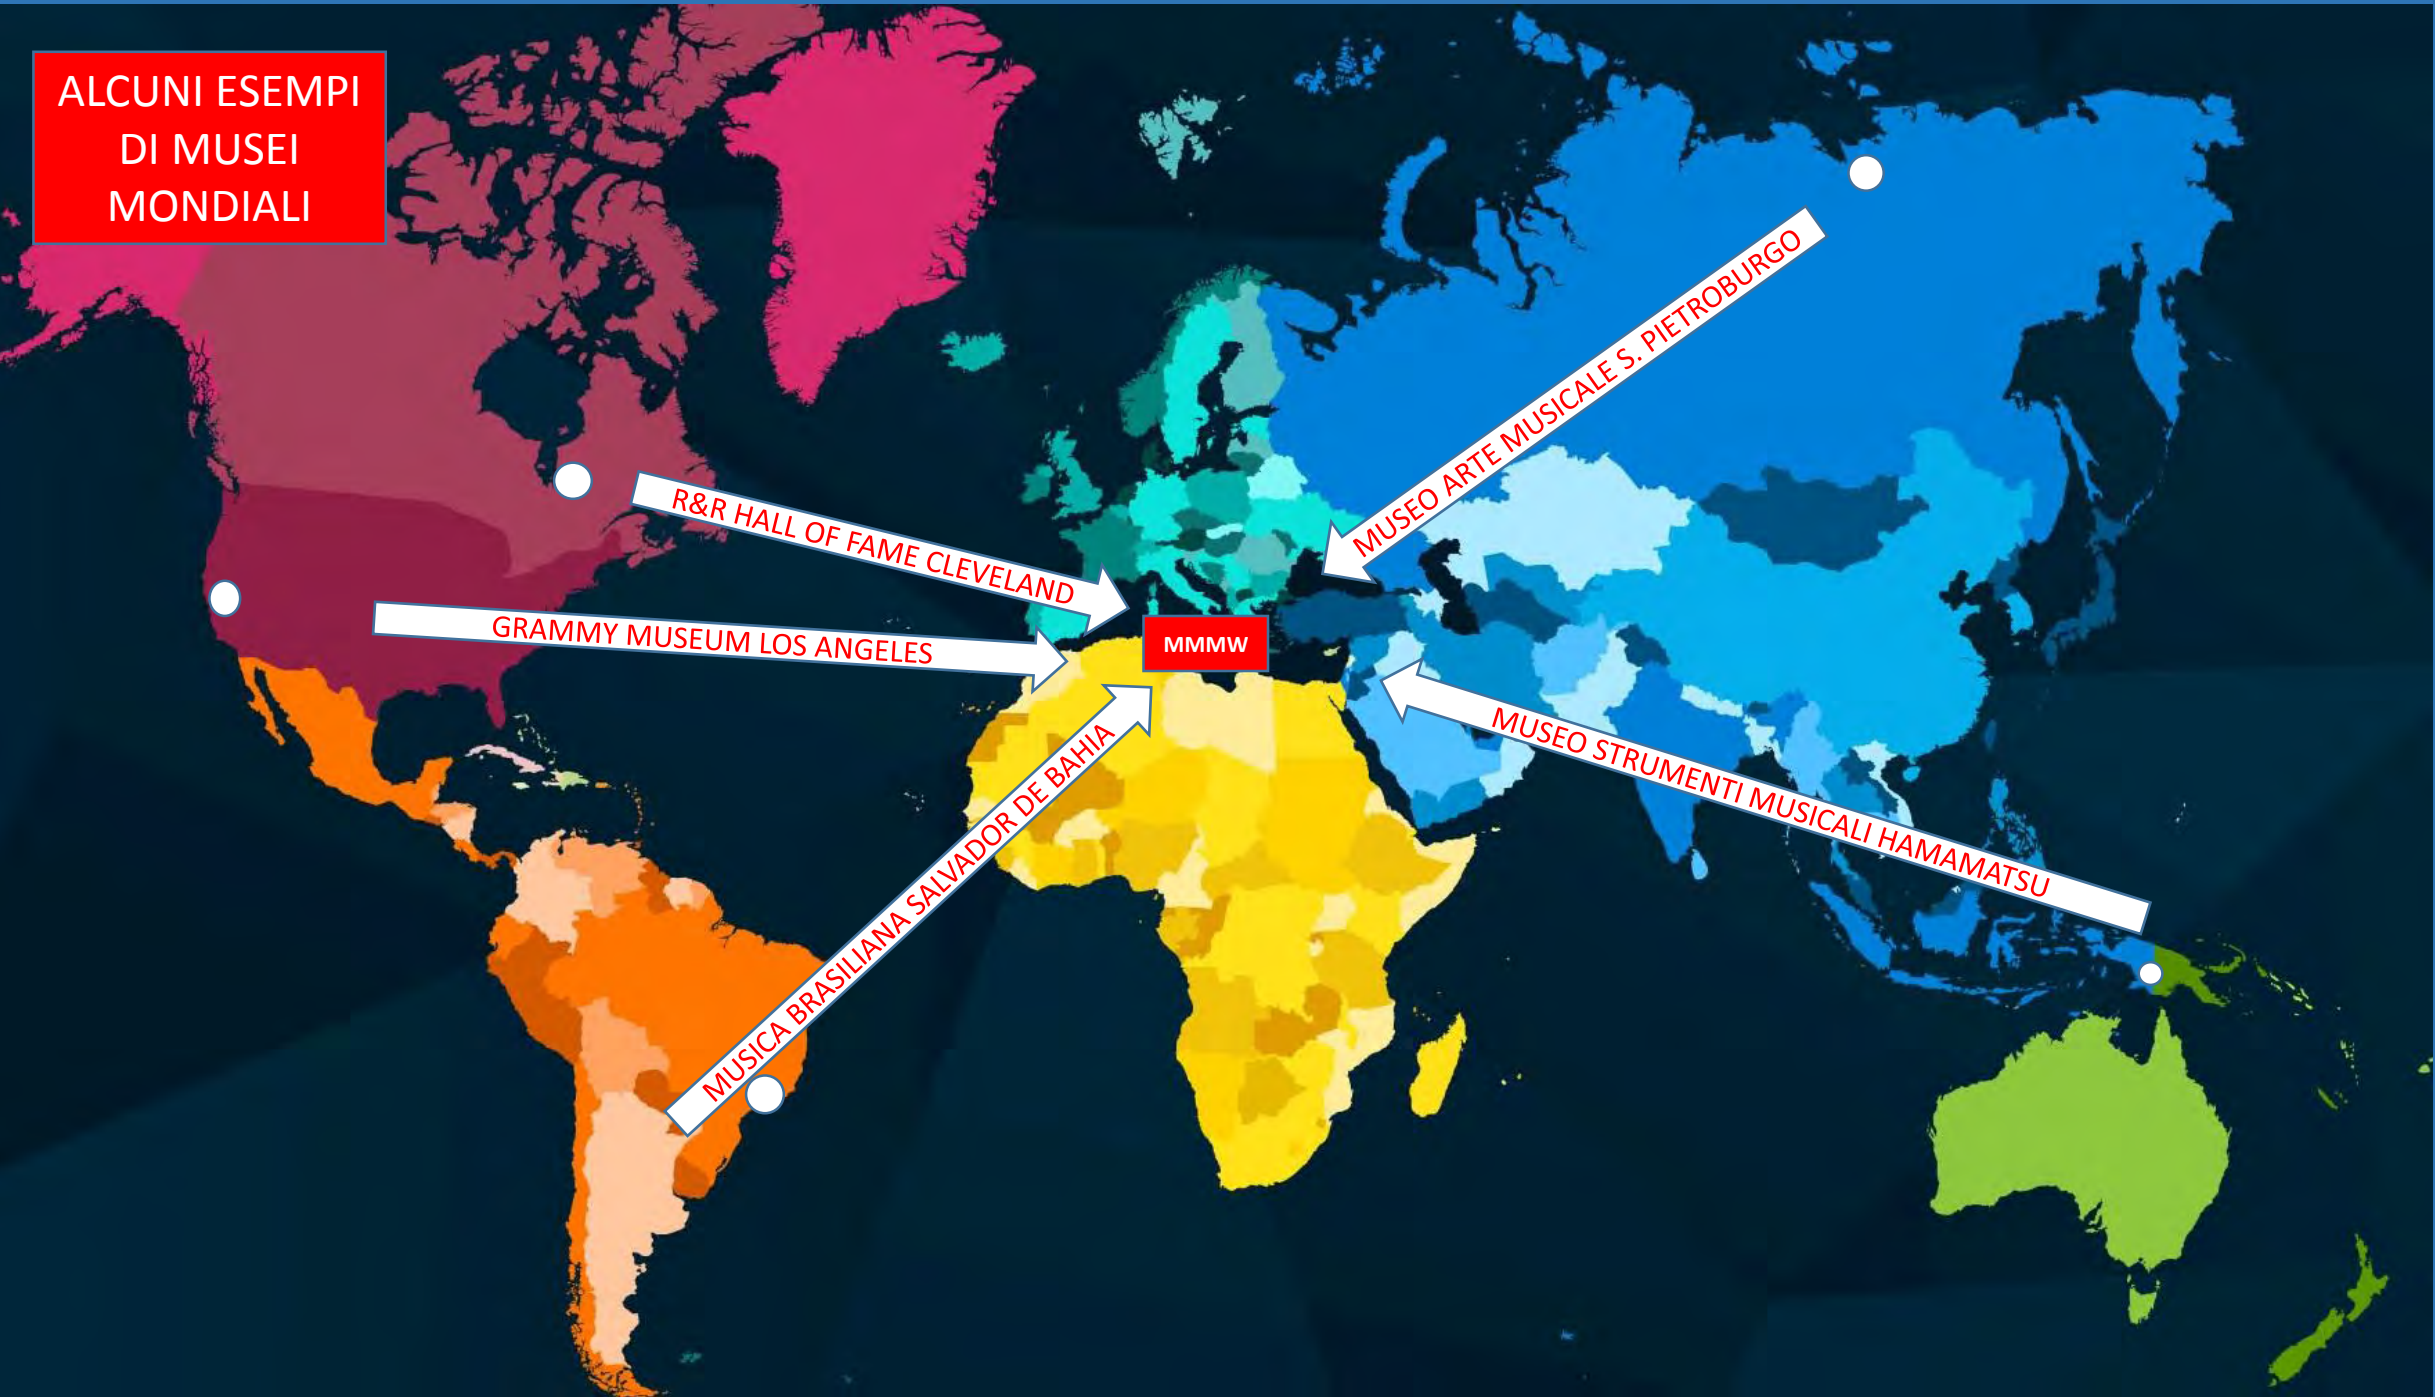 ALCUNI ESEMPI
DI MUSEI
MONDIALI
MUSEO ARTE MUSICALE S. PIETROBURGO
R&R HALL OF FAME CLEVELAND
GRAMMY MUSEUM LOS ANGELES
MMMW
MUSICA BRASILIANA SALVADOR DE BAHIA
MUSEO STRUMENTI MUSICALI HAMAMATSU